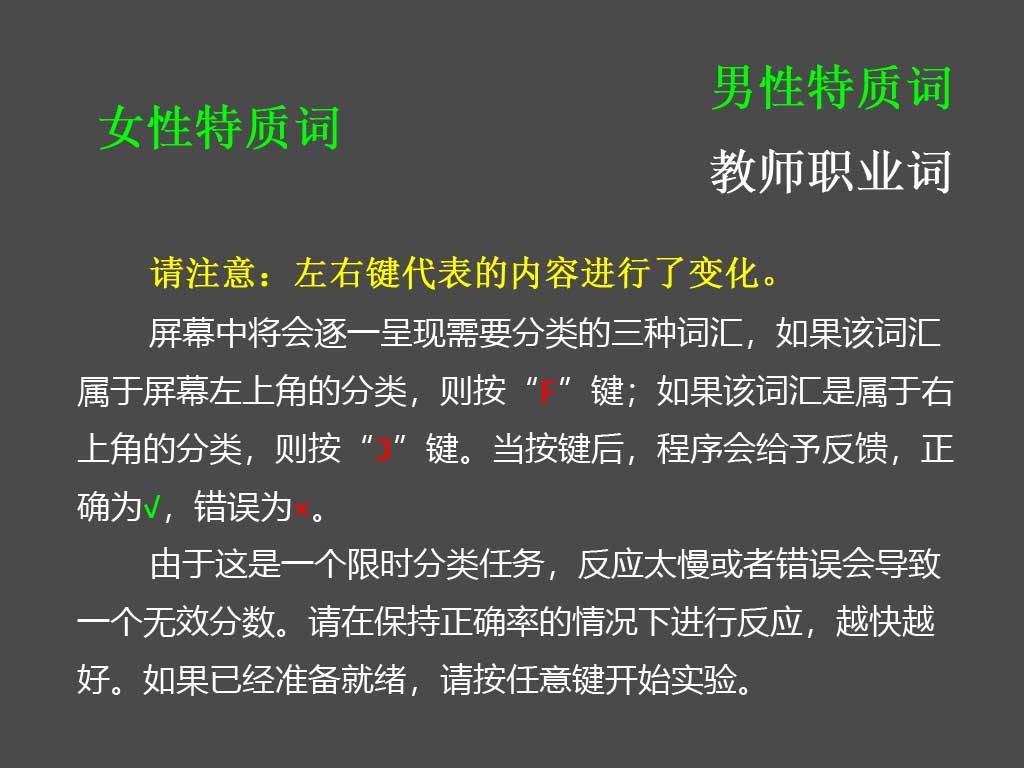 女性特质词
男性特质词
教师职业词
请注意：左右键代表的内容进行了变化。
屏幕中将会逐一呈现需要分类的三种词汇，如果该词汇
属于屏幕左上角的分类，则按“F”键；如果该词汇是属于右
上角的分类，则按“J”键。当按键后，程序会给予反馈，正
确为√，错误为×。
由于这是一个限时分类任务，反应太慢或者错误会导致
一个无效分数。请在保持正确率的情况下进行反应，越快越
好。如果已经准备就绪，请按任意键开始实验。